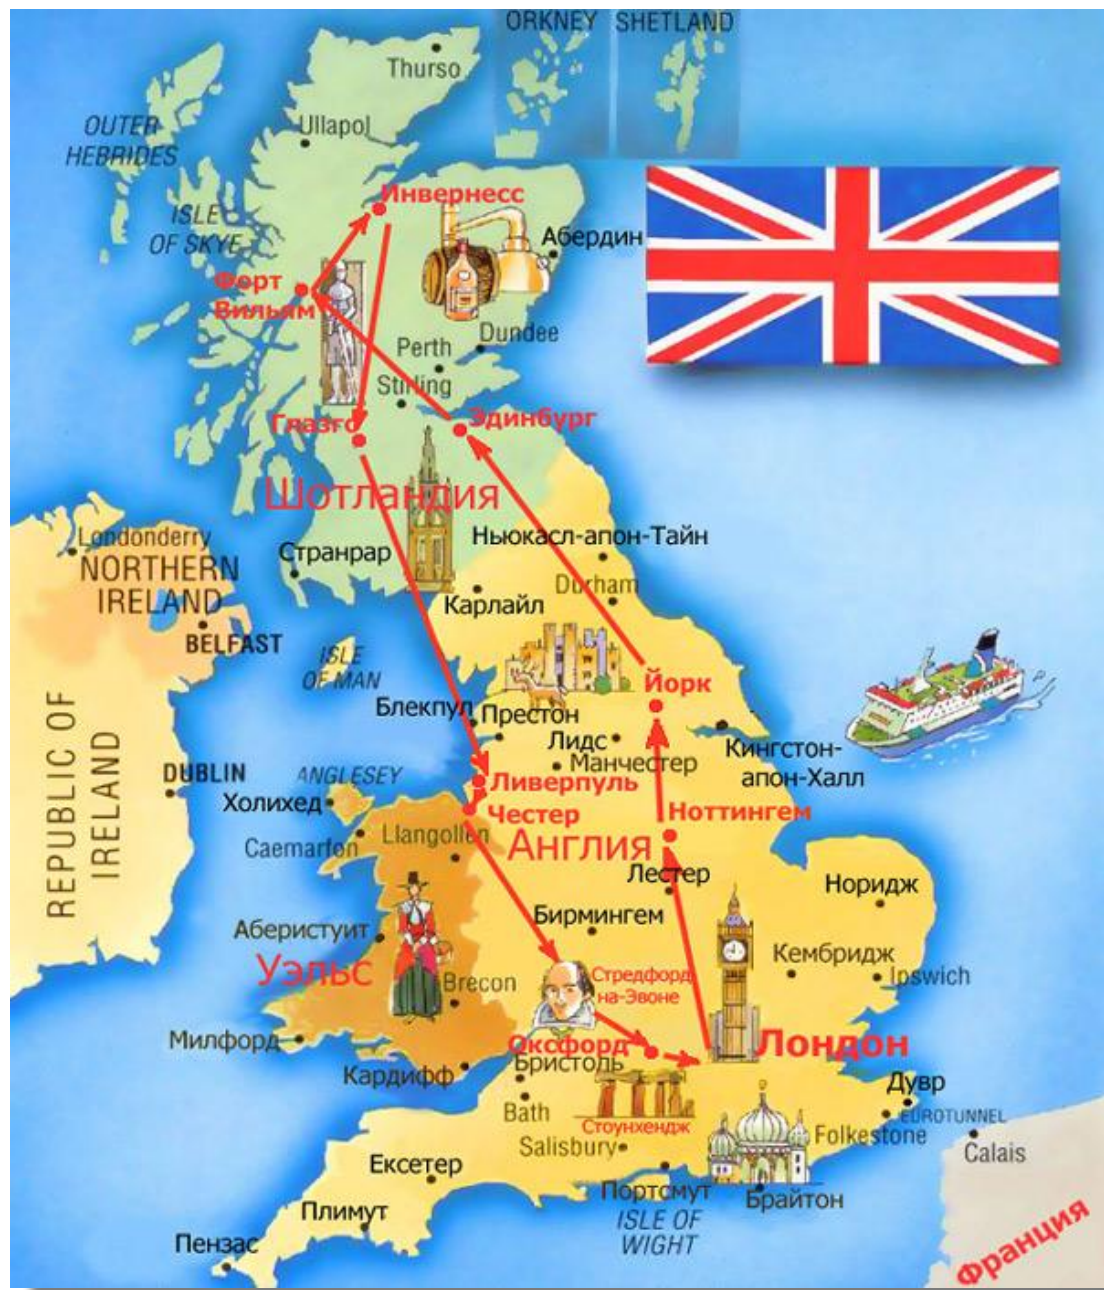 ORKNEY
SHETLAND
Thurso
OUTER
HEBRIDES
Ullapol
Инвернесс
ISLE
OF SKYE
Абердин
Форт
Вильям
Dundee
Perth
Stirling
Глазго
Эдинбург
Шотландия
Londonderry
NORTHERN
IRELAND
Странрар
Ньюкасл-апон-Тайн
Durham
Карлайл
BELFAST
ISLE
OF MAN
Йорк
Блекпул
Престон
Лидс
Манчестер
Кингстон-
апон-Халл
REPUBLIC OF
IRELAND
DUBLIN
ANGLESEY
Холихед
Ливерпуль
Честер
Ноттингем
Caernarfon
Llangollen
Англия
Лестер
Норидж
Бирмингем
Аберистуит
Уэльс
Кембридж
Ipswich
Brecon
Стредфорд
на-Эвоне
Милфорд
Оксфорд
Лондон
Бристоль
Кардифф
Дувр
Bath
Стоунхендж
EUROTUNNEL
Folkestone
Salisbury
Calais
Ексетер
Портсмут
Брайтон
Плимут
ISLE OF
WIGHT
Пензас
Франция